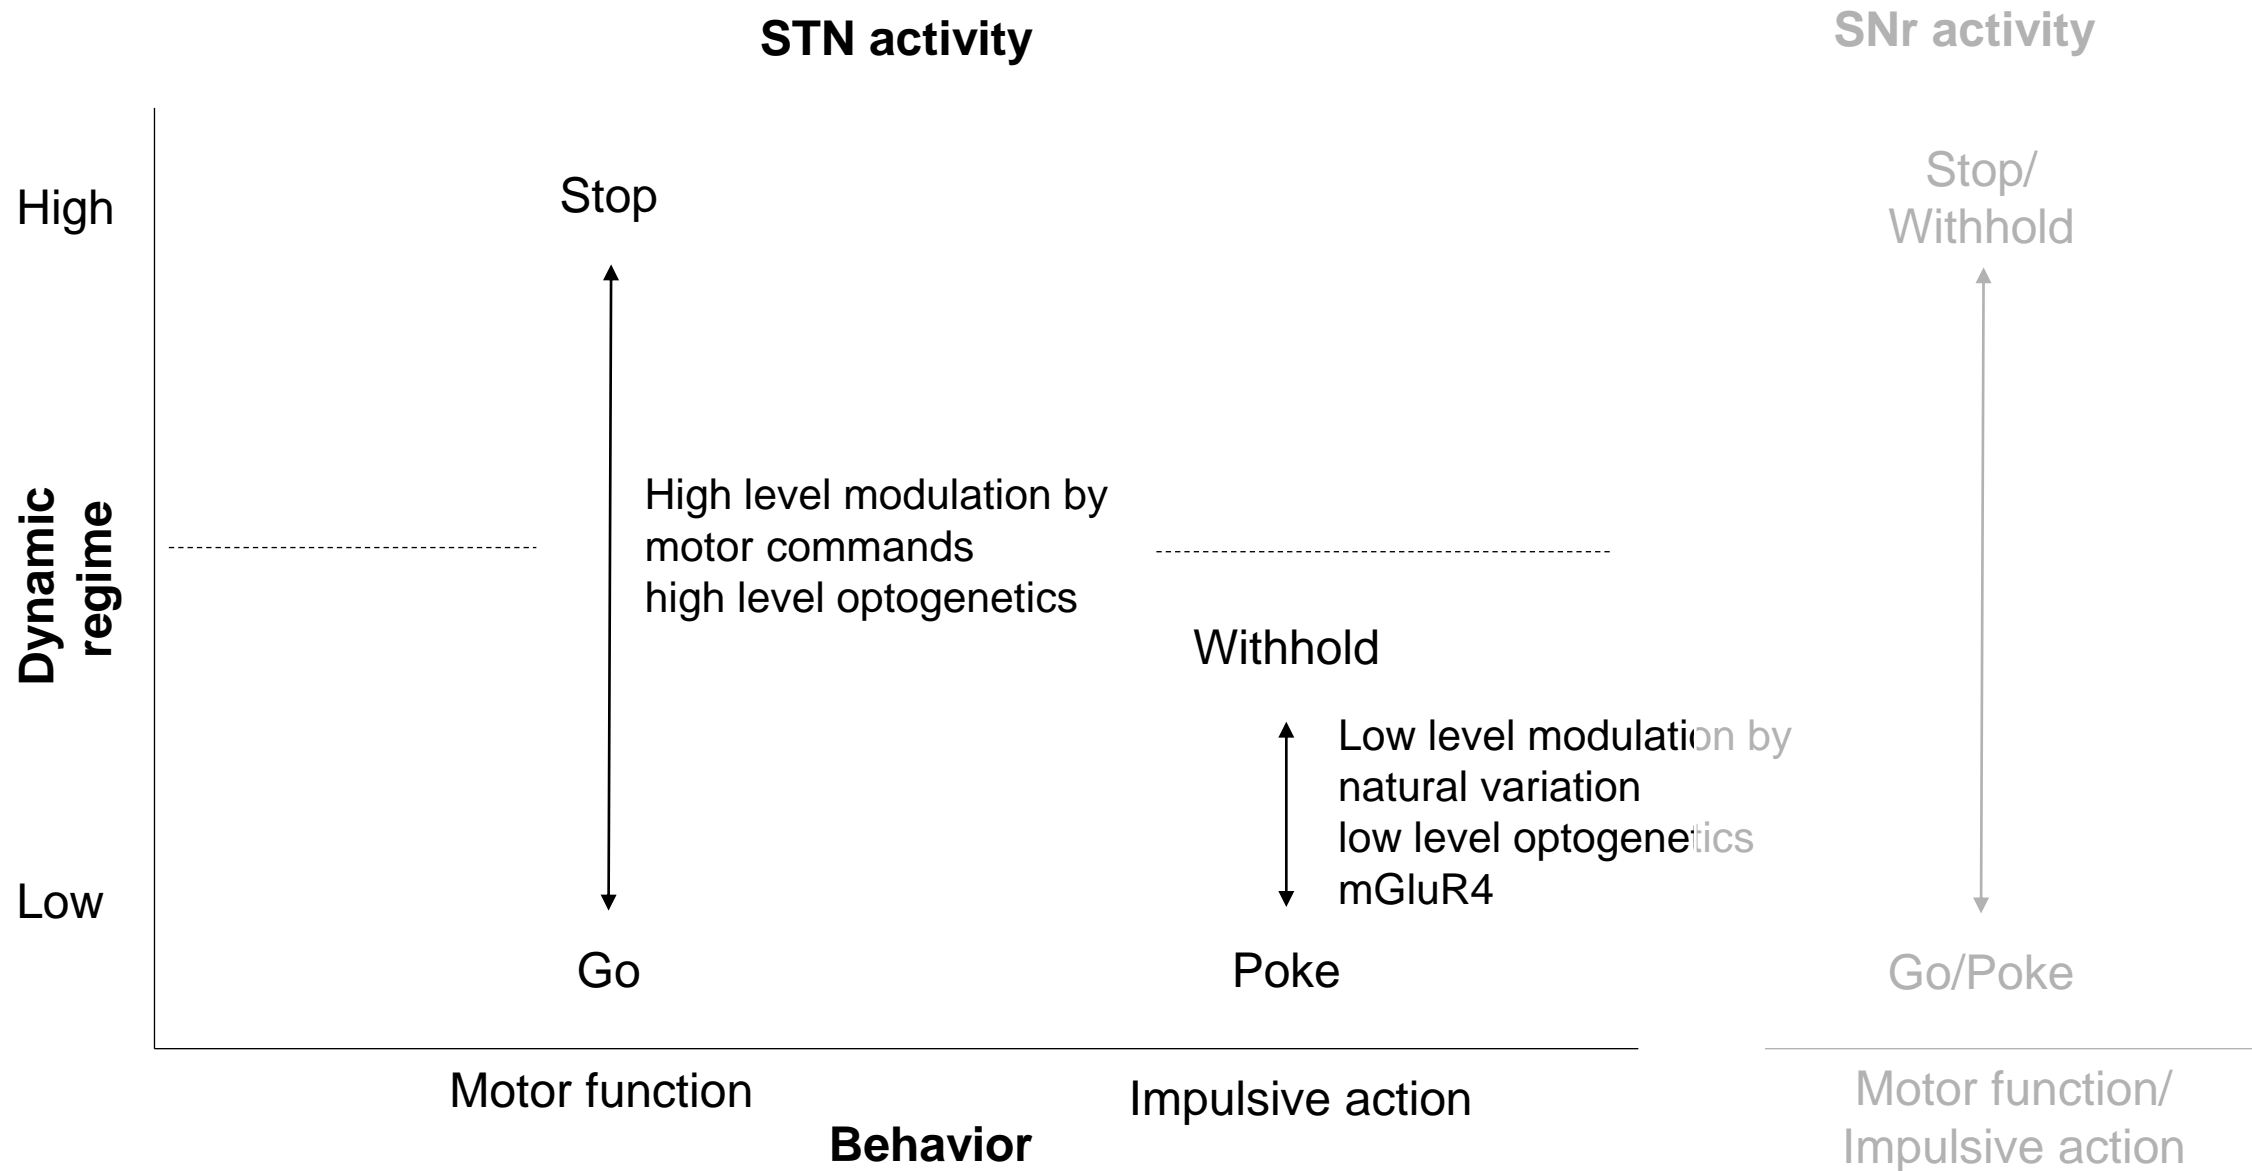 STN activity
SNr activity
High
Stop
Stop/
Withhold
Dynamic
regime
High level modulation by
motor commands
high level optogenetics
Withhold
Low level modulation by
natural variation
low level optogenetics
mGluR4
Low
Go
Poke
Go/Poke
Motor function
Impulsive action
Motor function/
Impulsive action
Behavior